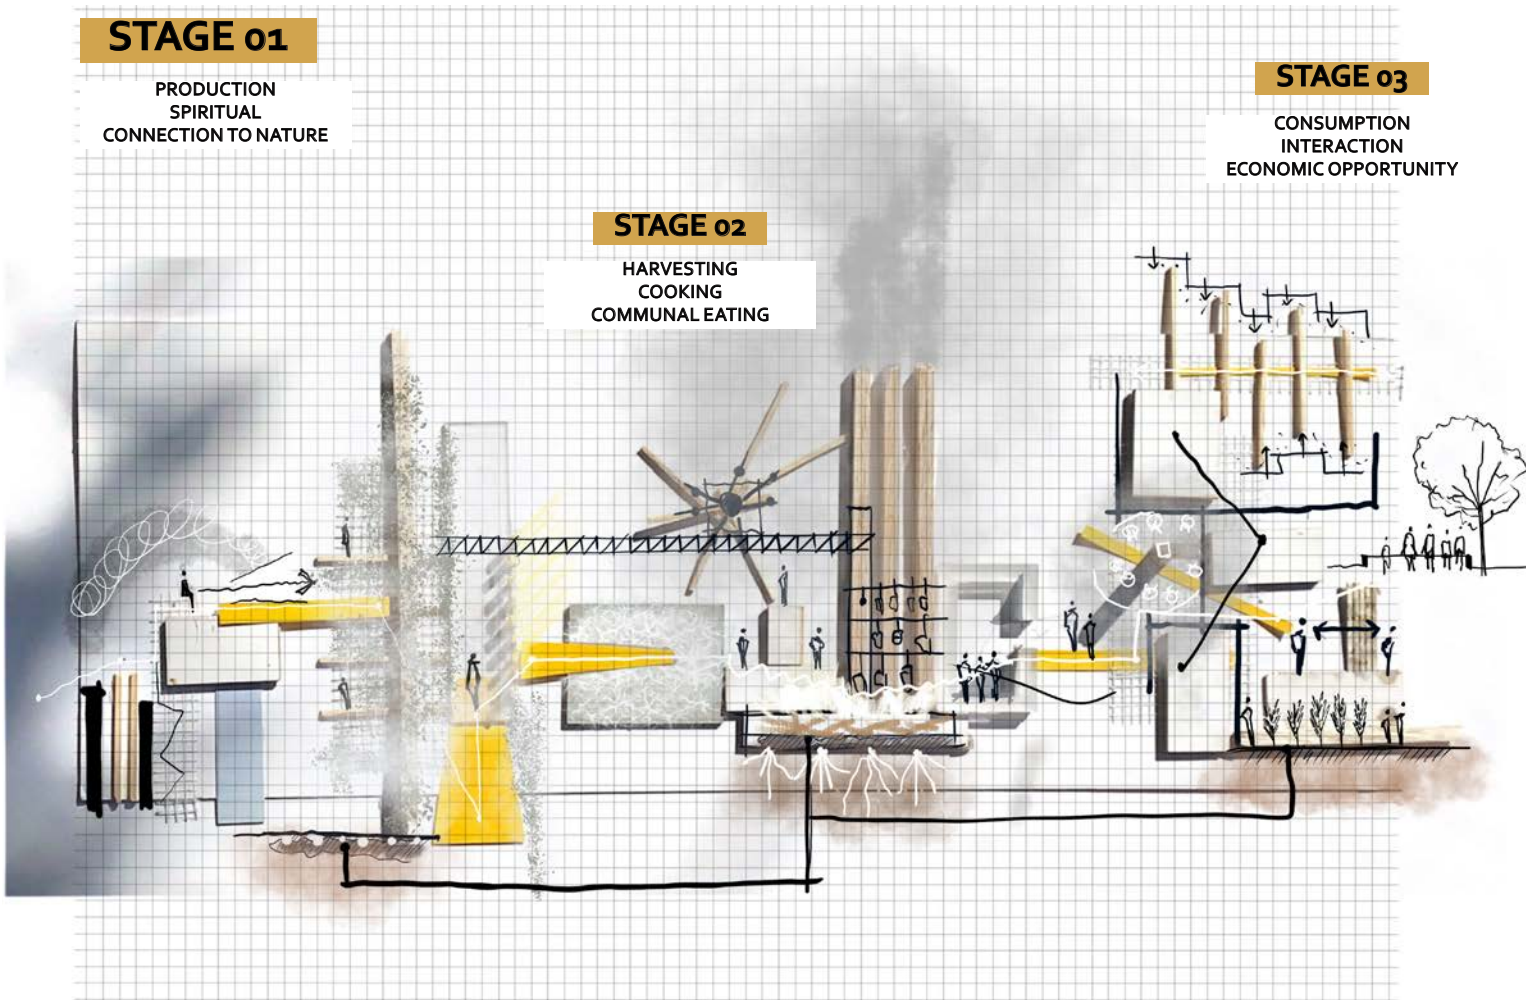 STAGE 01
PRODUCTION
SPIRITUAL
CONNECTION TO NATURE
STAGE 02
HARVESTING
COOKING
COMMUNAL EATING
STAGE 03
CONSUMPTION
INTERACTION
ECONOMIC OPPORTUNITY